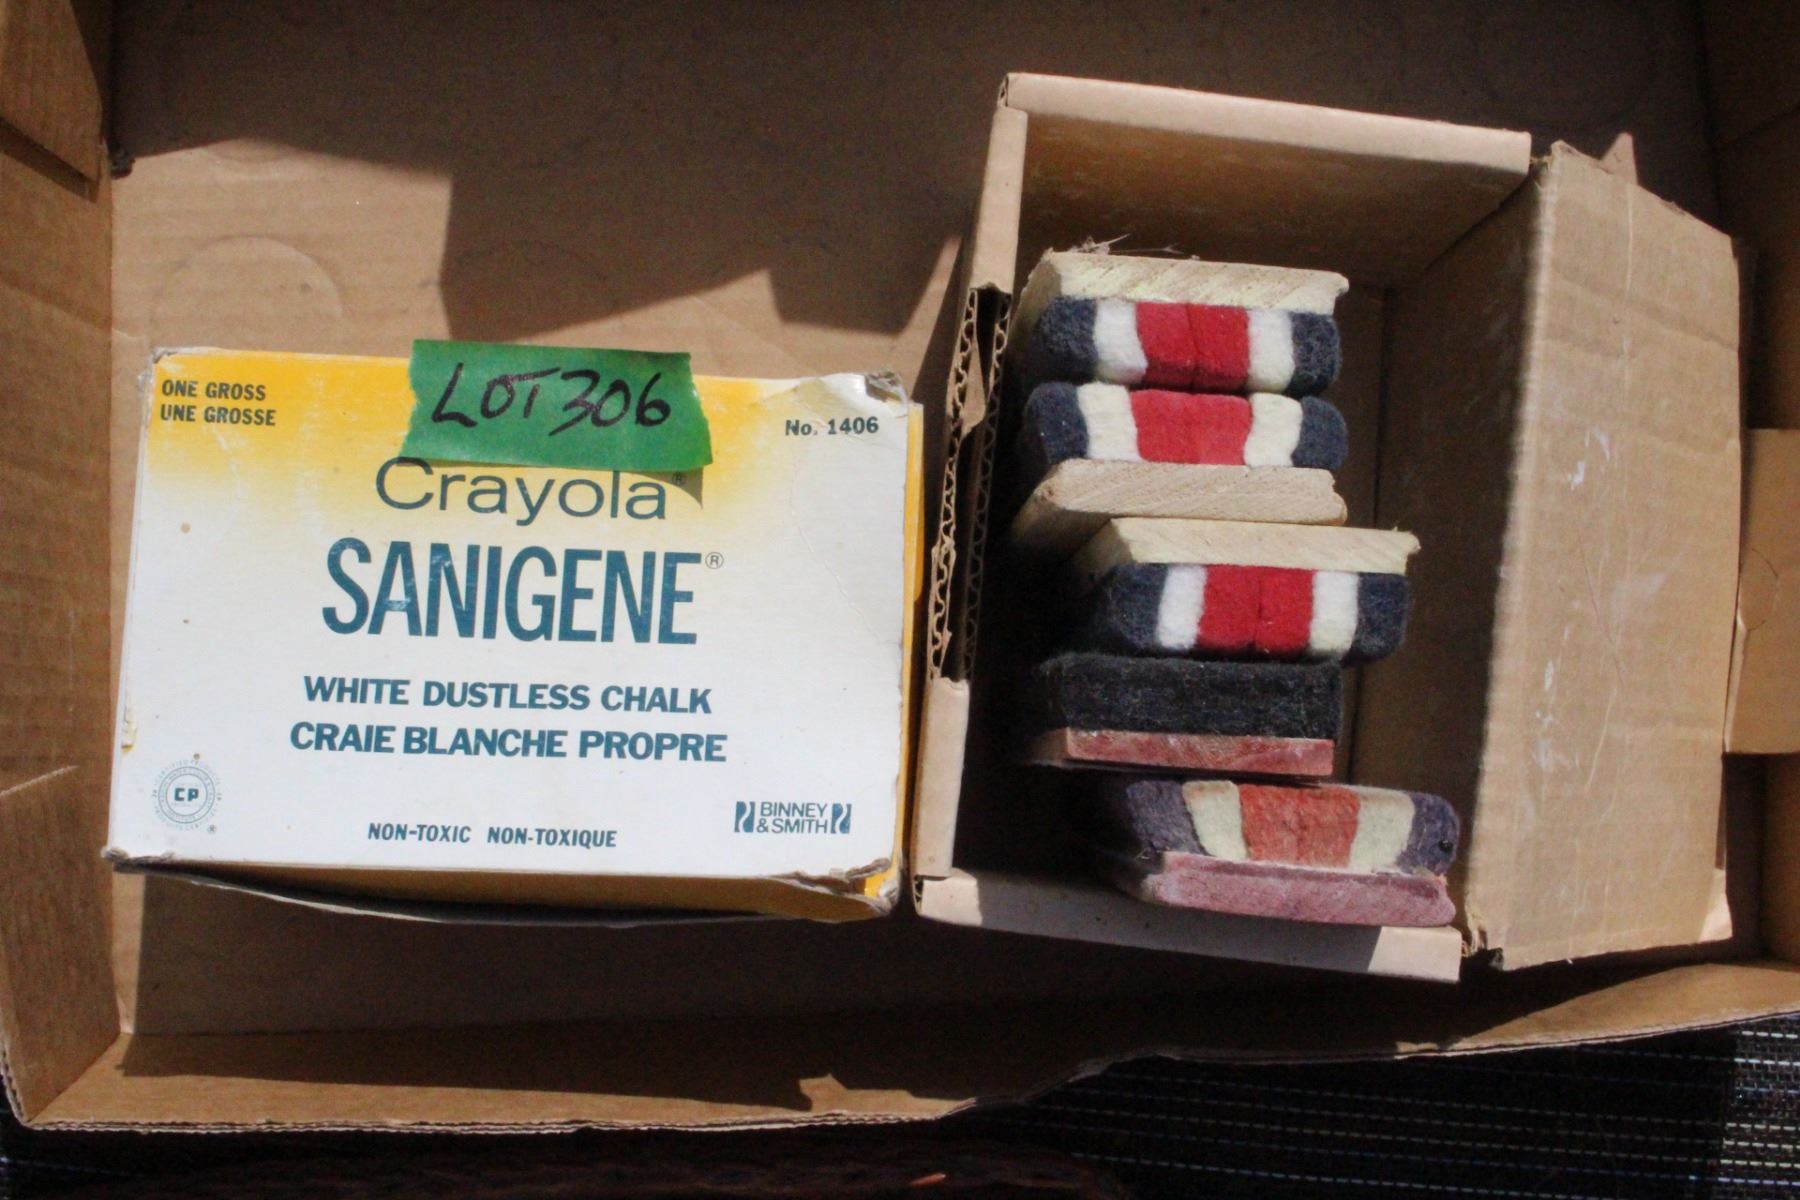 LOT 306
ONE GROSS
UNE GROSSE
No. 1406
Crayola®
SANIGENE®
WHITE DUSTLESS CHALK
CRAIE BLANCHE PROPRE
CP
NON-TOXIC NON-TOXIQUE
BINNEY
& SMITH